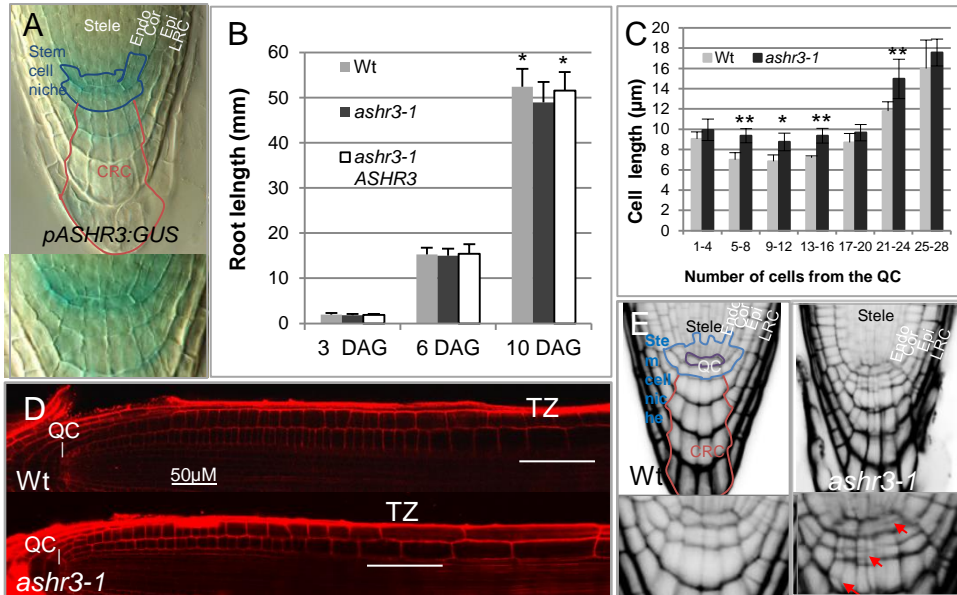 A
Stele
Endo
Cor
Epi
LRC
Stem
cell
niche
CRC
pASHR3:GUS
B
Root lelngth (mm)
60
50
40
30
20
10
0
Wt
ashr3-1
ashr3-1
ASHR3
* *
3 DAG 6 DAG 10 DAG
C
Cell length (µm)
20
18
16
14
12
10
8
6
4
2
0
Wt ashr3-1
** * ** **
1-4 5-8 9-12 13-16 17-20 21-24 25-28
Number of cells from the QC
D
TZ
QC
Wt
50µM
TZ
QC
ashr3-1
E
Stele
Endo
Cor
Epi
LRC
Ste
m
cell
nic
he
QC
CRC
Wt
Stele
Endo
Cor
Epi
LRC
ashr3-1